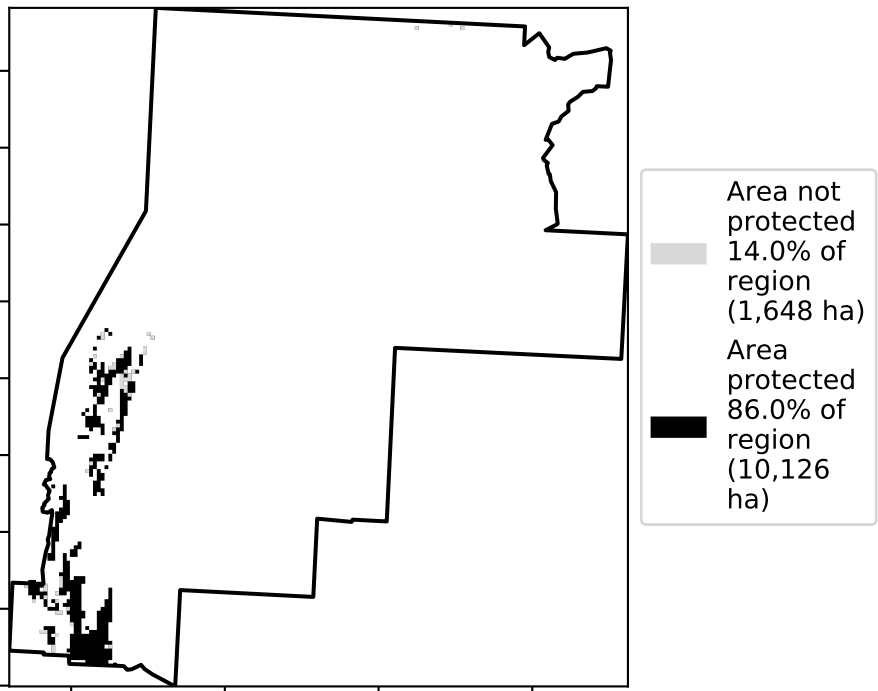 Area not
protected
14.0% of
region
(1,648 ha)
Area
protected
86.0% of
region
(10,126
ha)